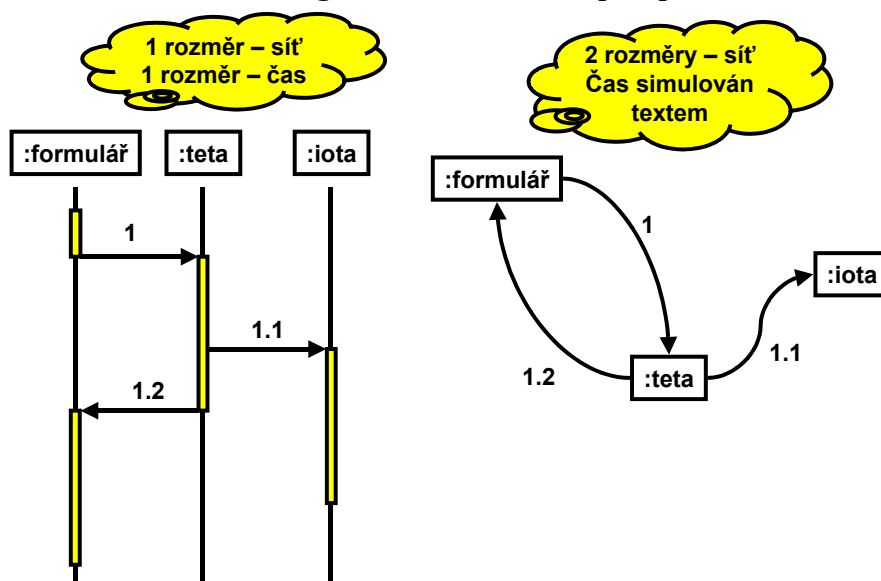 1 rozměr – síť
1 rozměr – čas
2 rozměry – síť
Čas simulován
textem
:formulář
:teta
:iota
1
1.1
1.2
:formulář
1
:iota
1.1
1.2
:teta